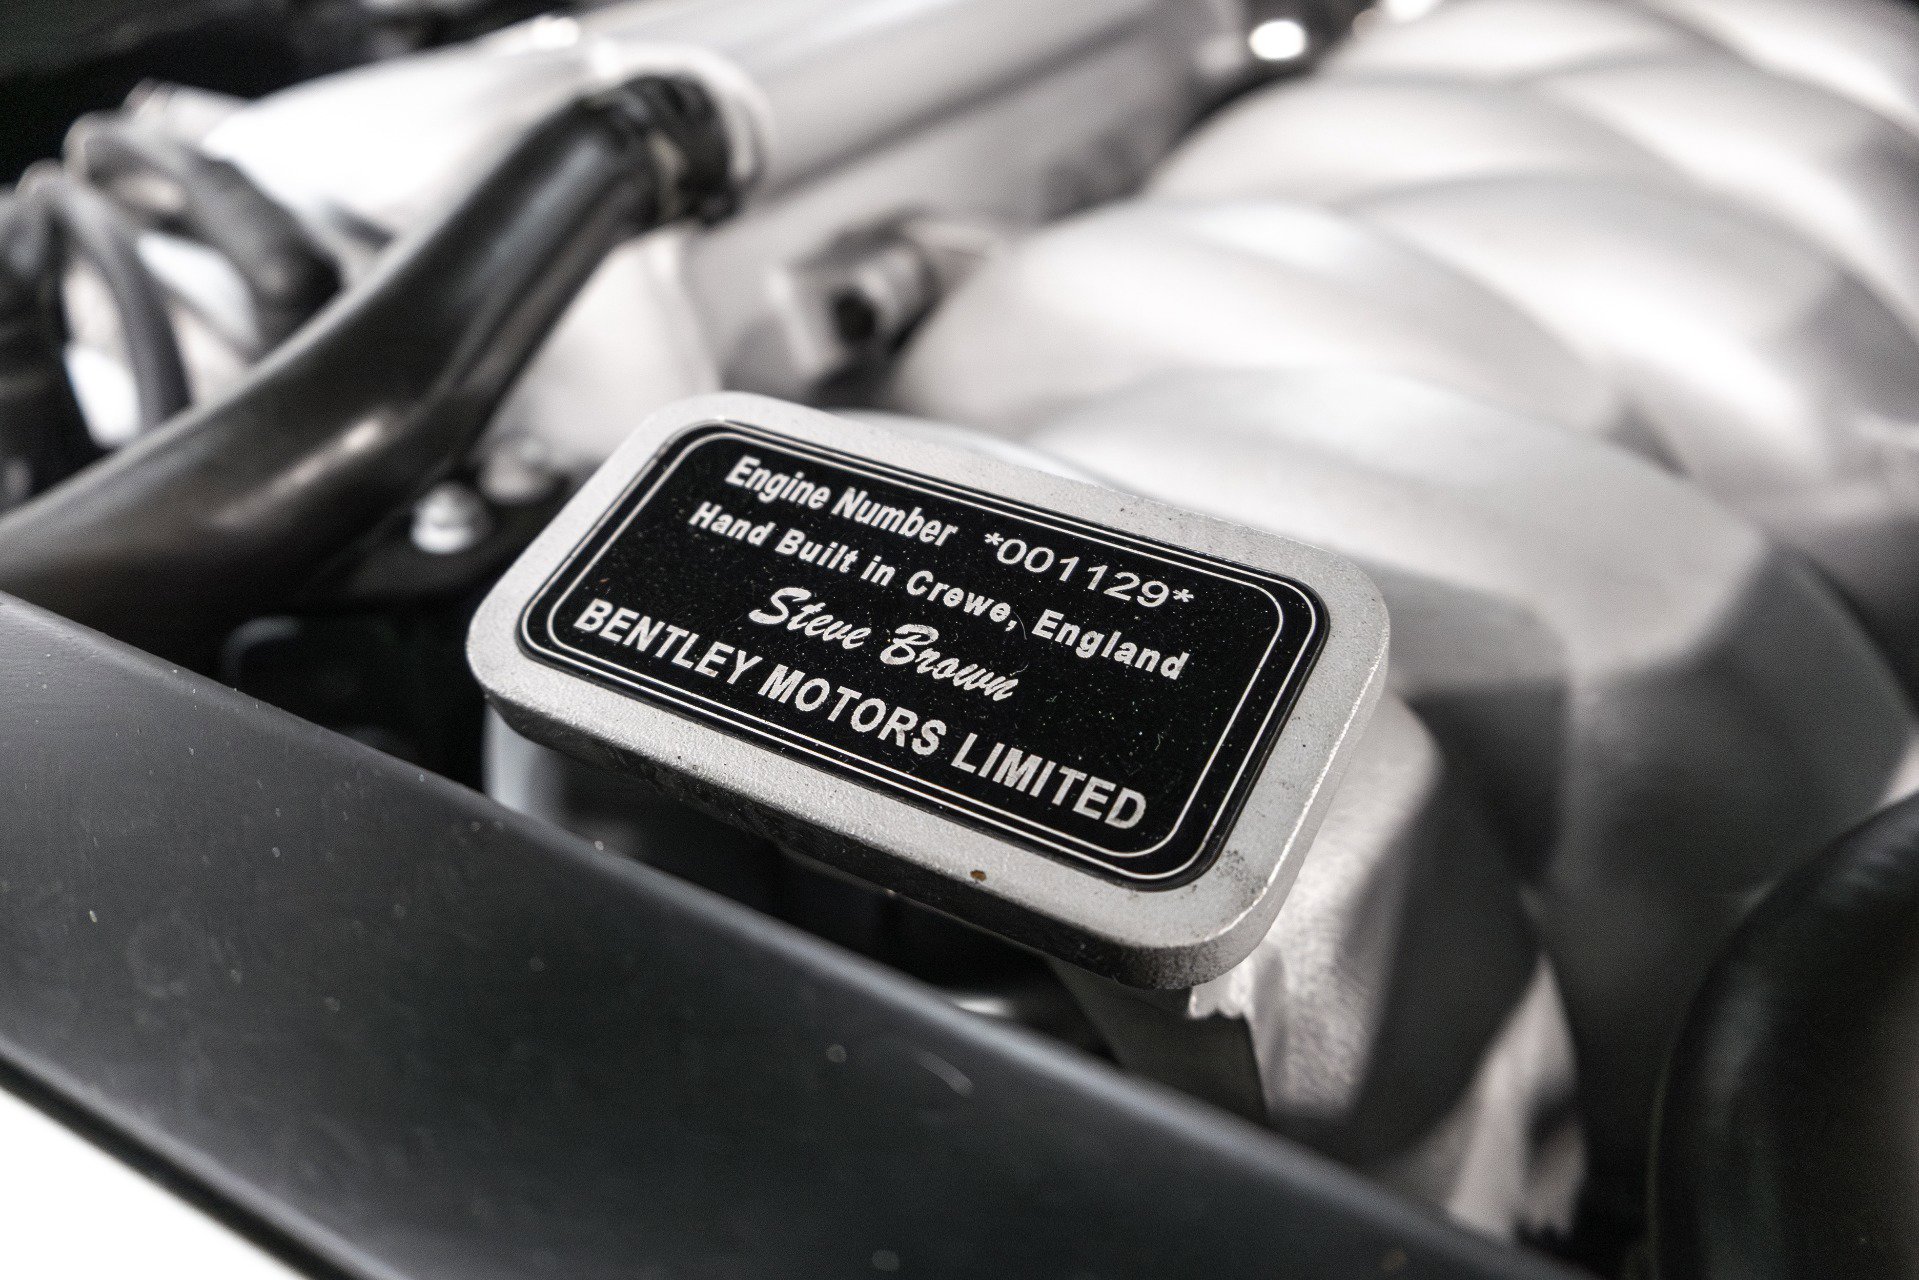 Engine Number *001129*
Hand Built in Crewe, England
Steve Brown
BENTLEY MOTORS LIMITED